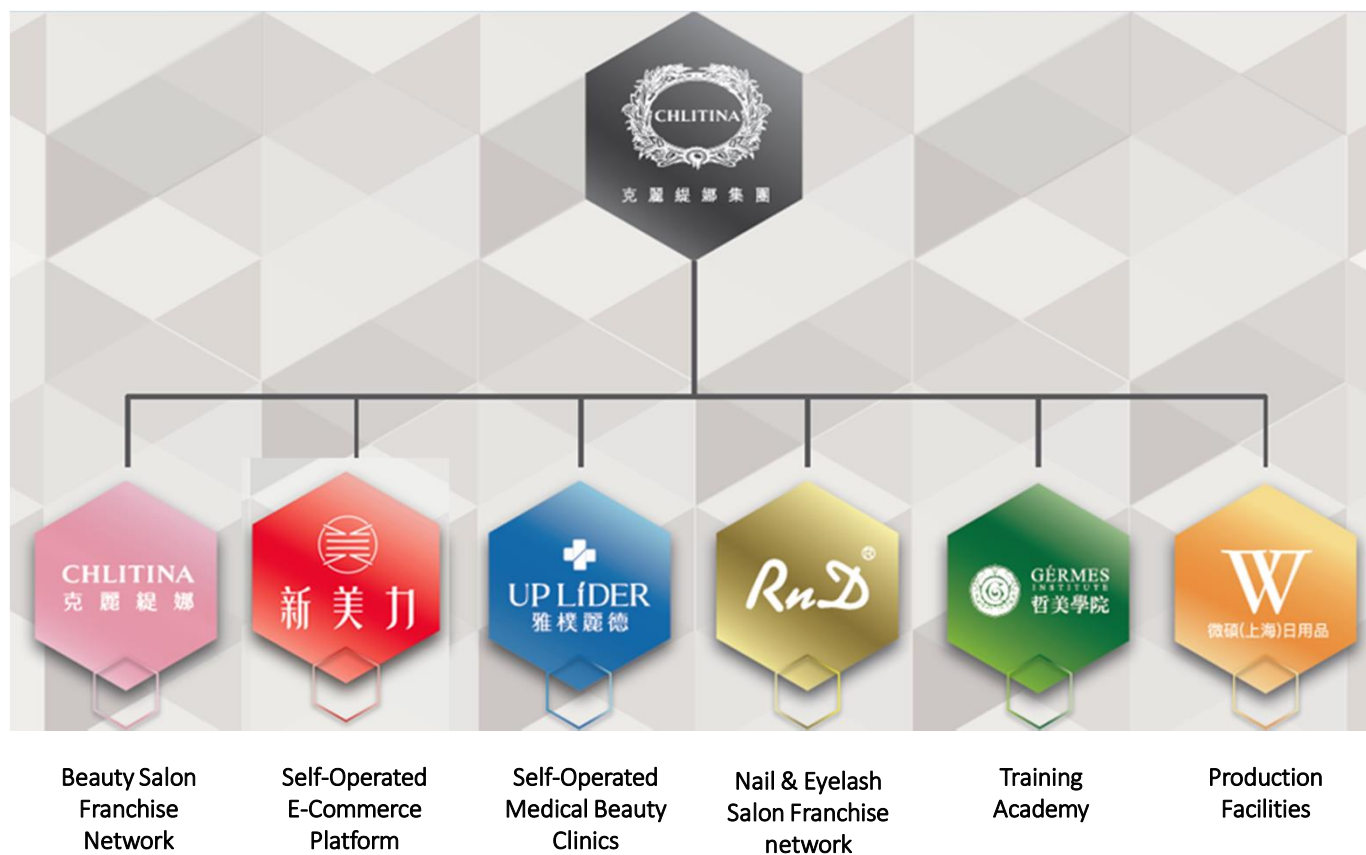 CHLITINA
克麗緹娜集團
CHLITINA
克麗緹娜
新美力
UP LÍDER
雅樸麗德
RnD®
GÉRMES
INSTITUTE
哲美學院
W
微碩(上海)日用品
Beauty Salon
Franchise
Network
Self-Operated
E-Commerce
Platform
Self-Operated
Medical Beauty
Clinics
Nail & Eyelash
Salon Franchise
network
Training
Academy
Production
Facilities